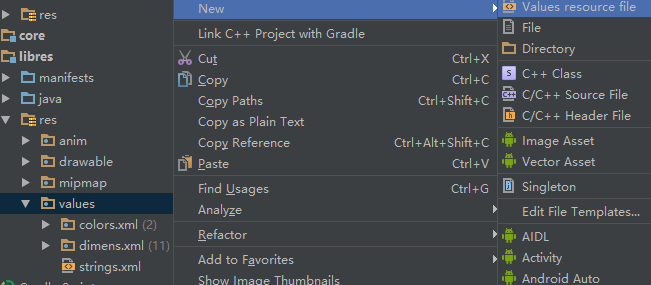 res
core
libres
manifests
java
res
anim
drawable
mipmap
values
colors.xml (2)
dimens.xml (11)
strings.xml
New
Link C++ Project with Gradle
Cut Ctrl+X
Copy Ctrl+C
Copy Paths Ctrl+Shift+C
Copy as Plain Text
Copy Reference Ctrl+Alt+Shift+C
Paste Ctrl+V
Find Usages Ctrl+G
Analyze
Refactor
Add to Favorites
Show Image Thumbnails
Values resource file
File
Directory
C++ Class
C/C++ Source File
C/C++ Header File
Image Asset
Vector Asset
Singleton
Edit File Templates...
AIDL
Activity
Android Auto